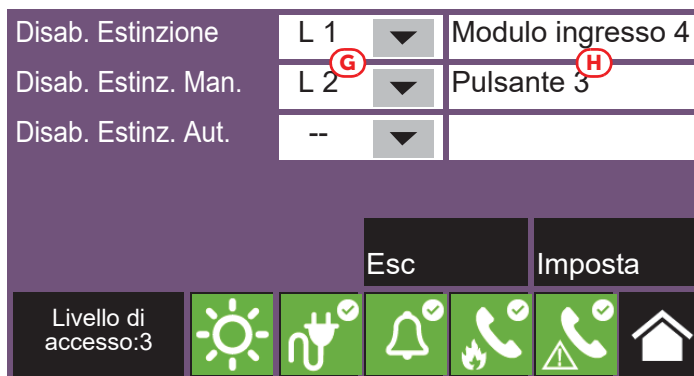 Disab. Estinzione L 1 Modulo ingresso 4
G H
Disab. Estinz. Man. L 2 Pulsante 3
Disab. Estinz. Aut. --
Esc Imposta
Livello di
accesso:3